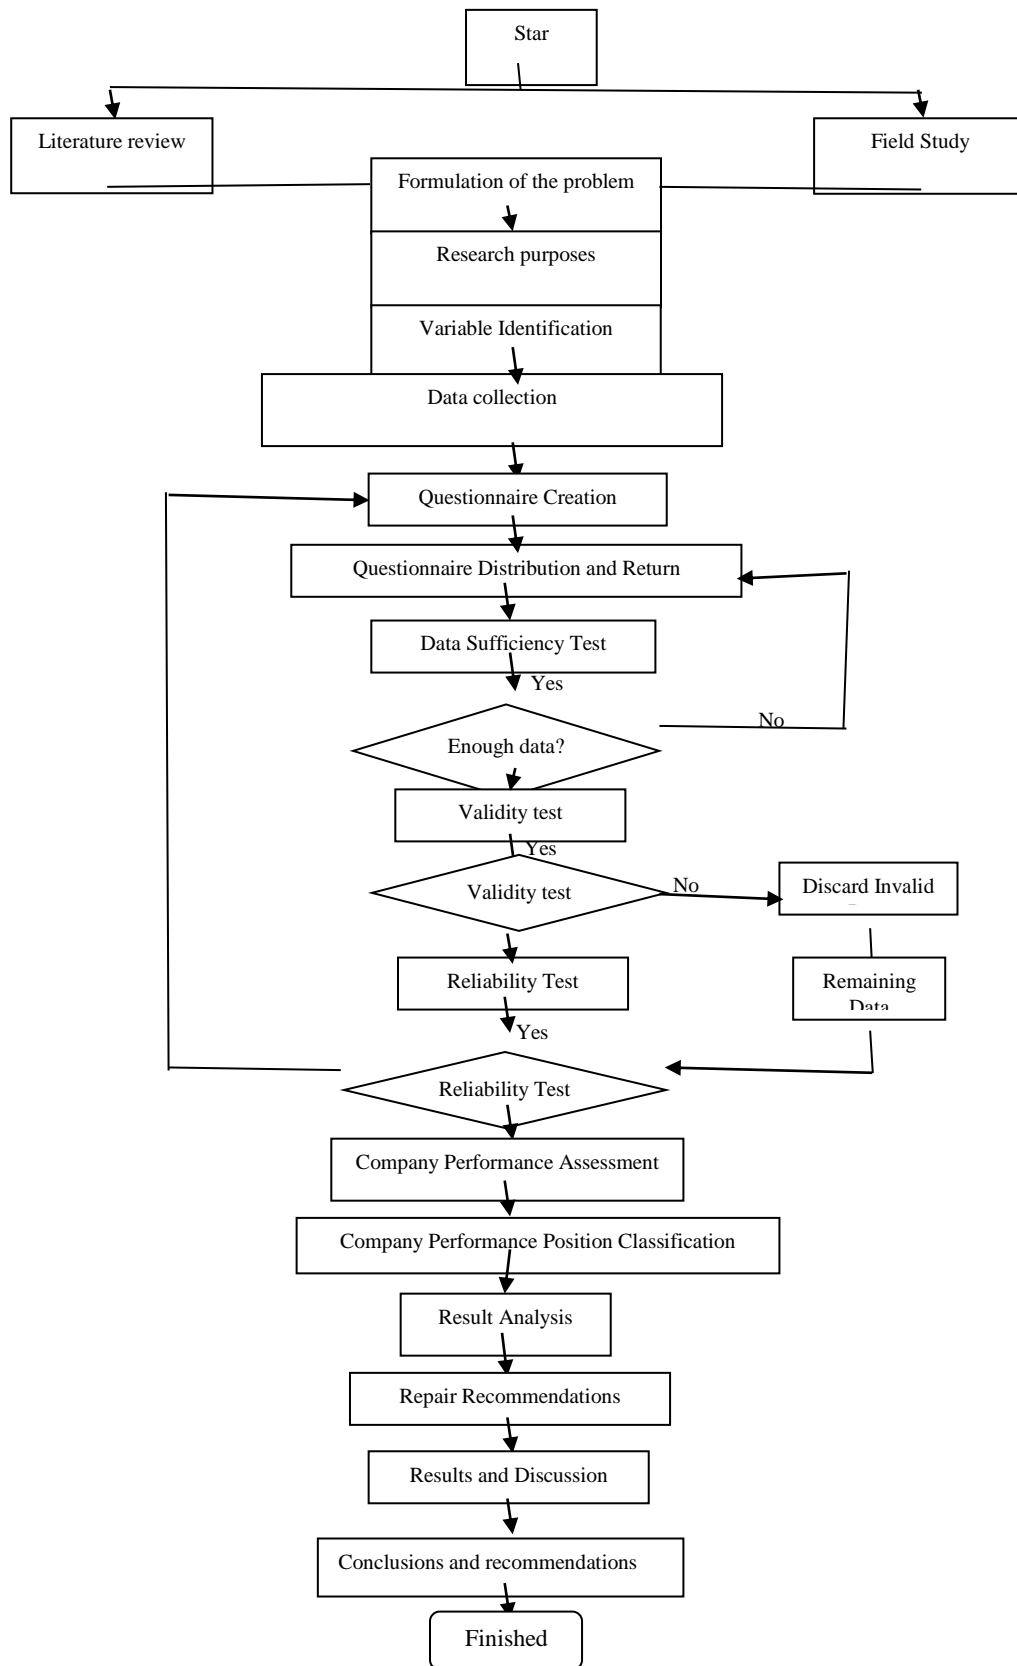 Star
Literature review
Field Study
Formulation of the problem
Research purposes
Variable Identification
Data collection
Questionnaire Creation
Questionnaire Distribution and Return
Data Sufficiency Test
Yes
No
Enough data?
Validity test
Yes
Validity test
No
Discard Invalid
Reliability Test
Remaining
Data
Yes
Reliability Test
Company Performance Assessment
Company Performance Position Classification
Result Analysis
Repair Recommendations
Results and Discussion
Conclusions and recommendations
Finished